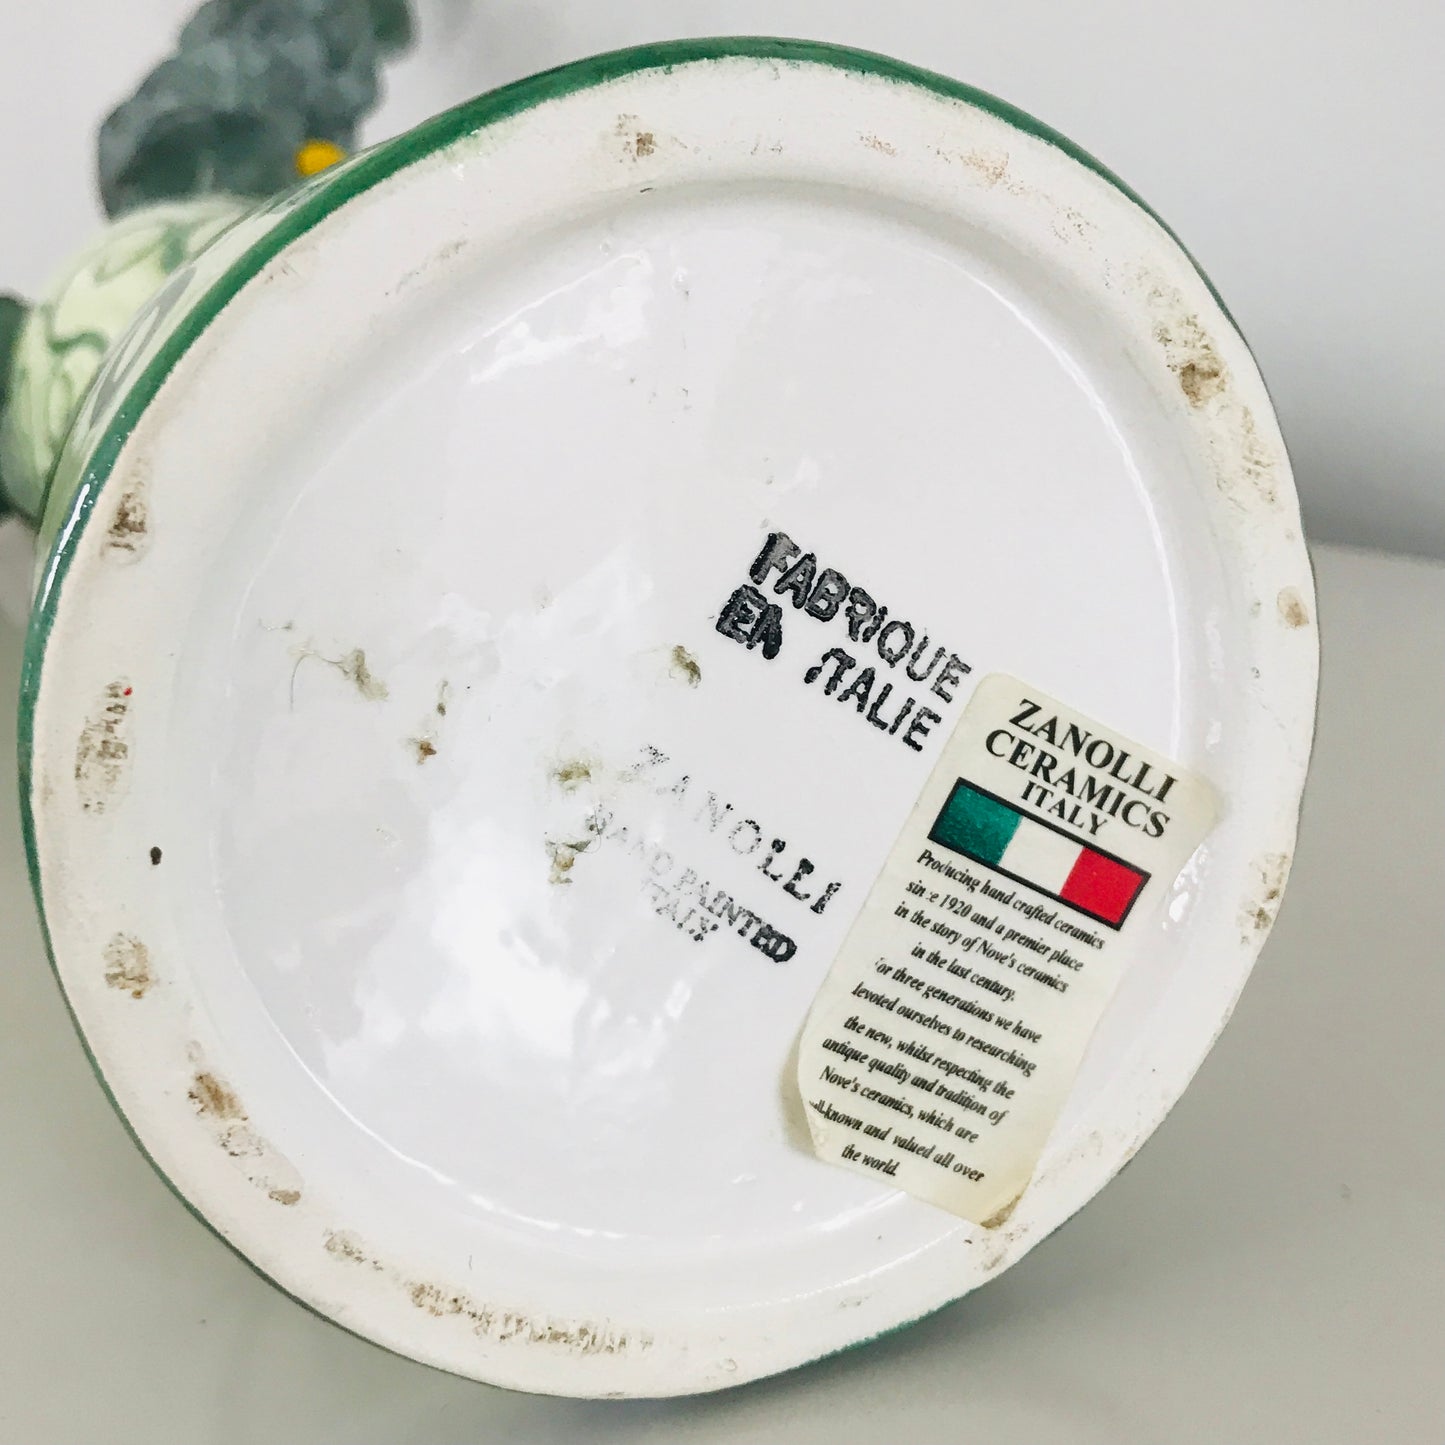 FABRIQUE
EN ITALIE
ZANOLLI
HAND PAINTED
ITALY
ZANOLLI
CERAMICS
ITALY
Producing hand crafted ceramics
since 1920 and a premier place
in the story of Nove's ceramics
in the last century.
or three generations we have
devoted ourselves to researching
the new, whilst respecting the
antique quality and tradition of
Nove's ceramics, which are
known and valued all over
the world.